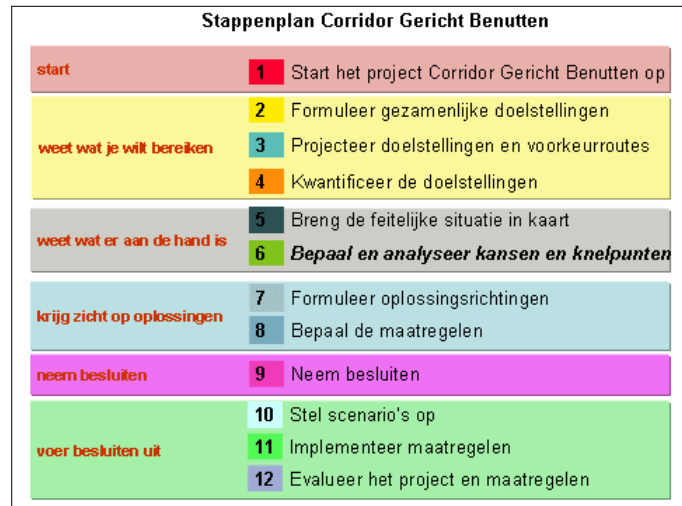 Stappenplan Corridor Gericht Benutten
start
1 Start het project Corridor Gericht Benutten op
2 Formuleer gezamenlijke doelstellingen
weet wat je wilt bereiken
3 Projecteer doelstellingen en voorkeurroutes
4 Kwantificeer de doelstellingen
5 Breng de feitelijke situatie in kaart
weet wat er aan de hand is
6 Bepaal en analyseer kansen en knelpunten
7 Formuleer oplossingsrichtingen
krijg zicht op oplossingen
8 Bepaal de maatregelen
neem besluiten
9 Neem besluiten
10 Stel scenario's op
11 Implementeer maatregelen
voer besluiten uit
12 Evalueer het project en maatregelen